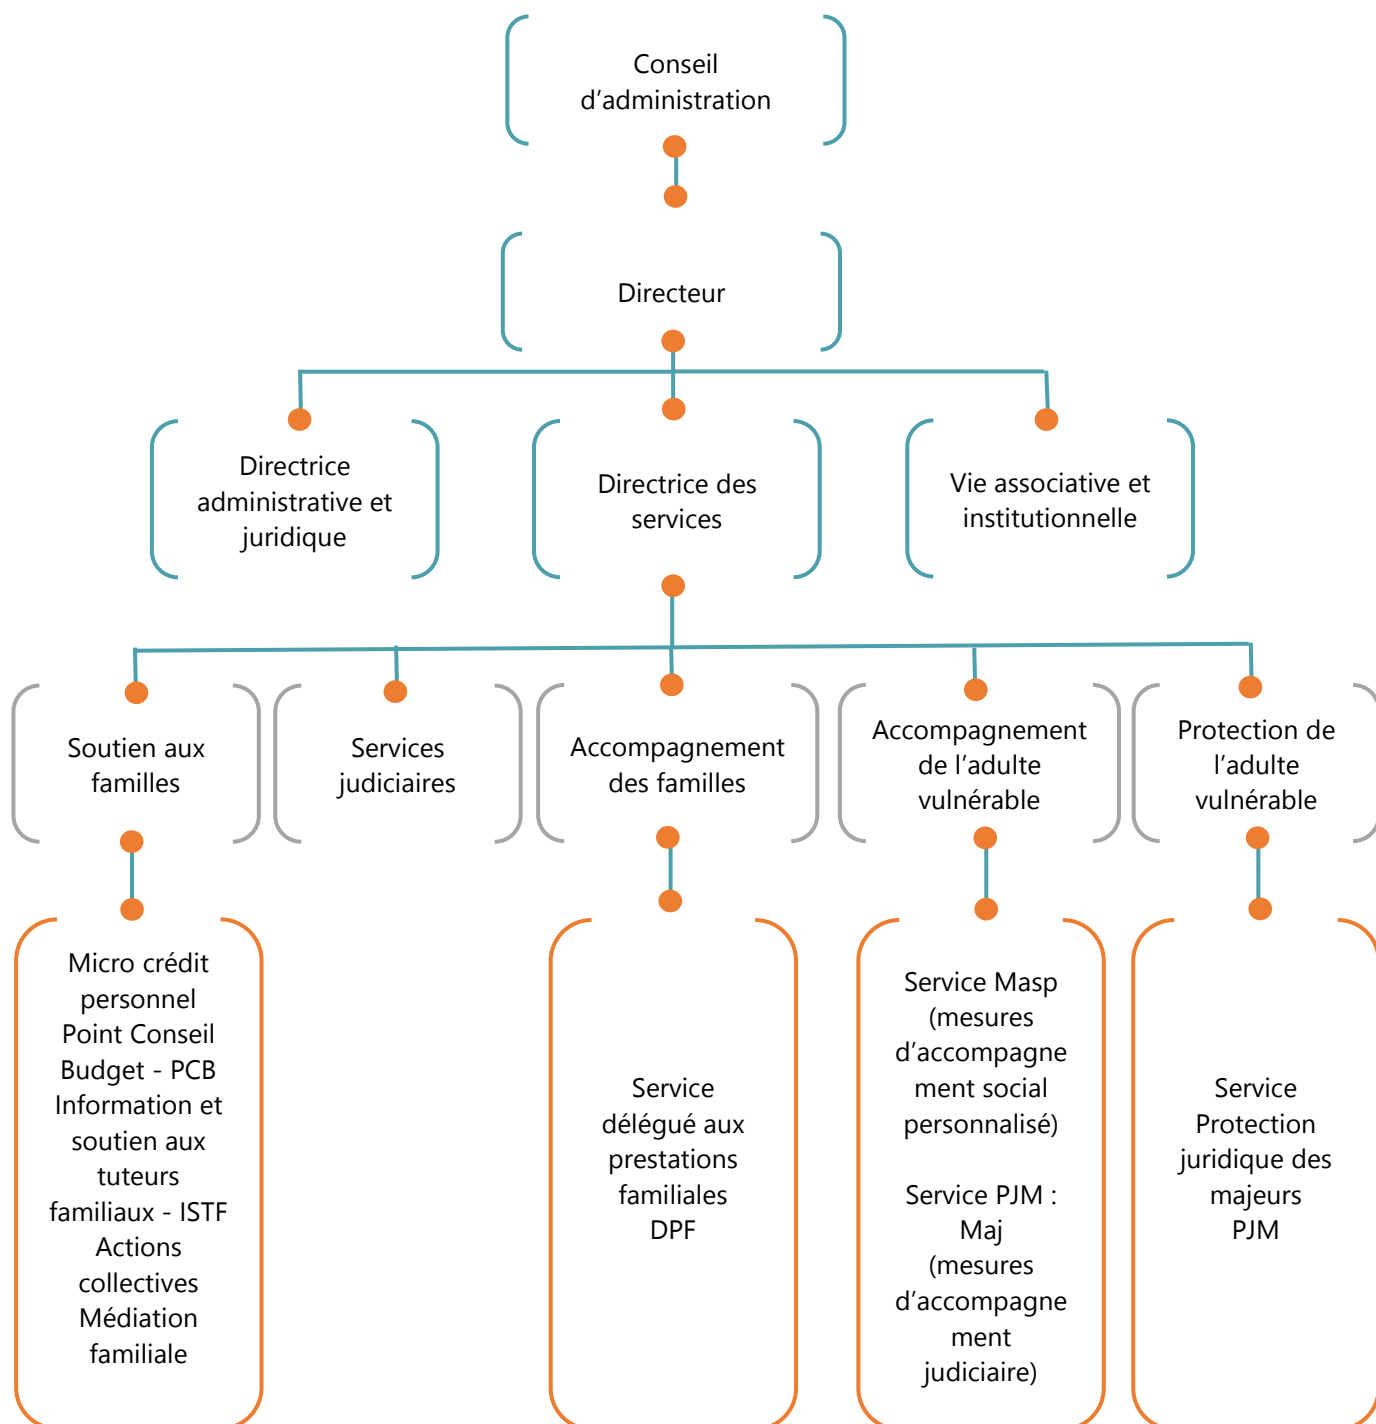 Conseil
d'administration
Directeur
Directrice
administrative et
juridique
Directrice des
services
Vie associative et
institutionnelle
Soutien aux
familles
Services
judiciaires
Accompagnement
des familles
Accompagnement
de l'adulte
vulnérable
Protection de
l'adulte
vulnérable
Micro crédit
personnel
Point Conseil
Budget - PCB
Information et
soutien aux
tuteurs
familiaux - ISTF
Actions
collectives
Médiation
familiale
Service
délégué aux
prestations
familiales
DPF
Service Masp
(mesures
d'accompagne
ment social
personnalisé)
Service PJM :
Maj
(mesures
d'accompagne
ment
judiciaire)
Service
Protection
juridique des
majeurs
PJM